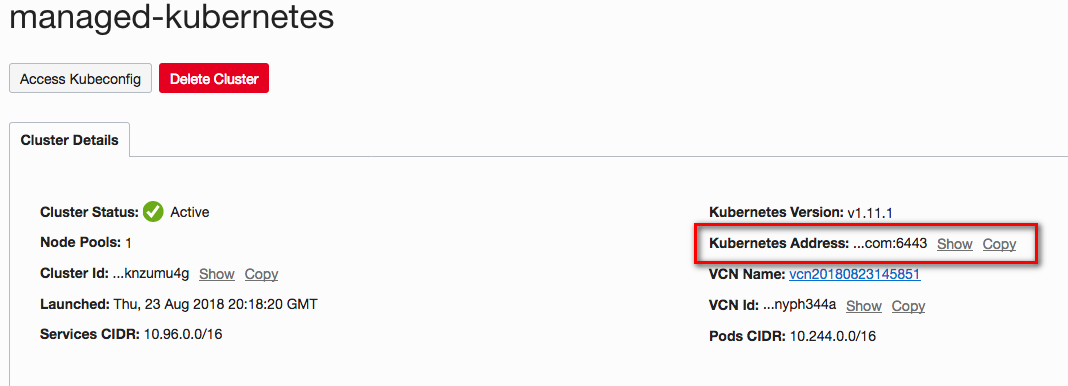 managed-kubernetes
Access Kubeconfig Delete Cluster
Cluster Details
Cluster Status: Active
Node Pools: 1
Cluster Id: ...knzumu4g Show Copy
Launched: Thu, 23 Aug 2018 20:18:20 GMT
Services CIDR: 10.96.0.0/16
Kubernetes Version: v1.11.1
Kubernetes Address: ...com:6443 Show Copy
VCN Name: vcn20180823145851
VCN Id: ...nyph344a Show Copy
Pods CIDR: 10.244.0.0/16